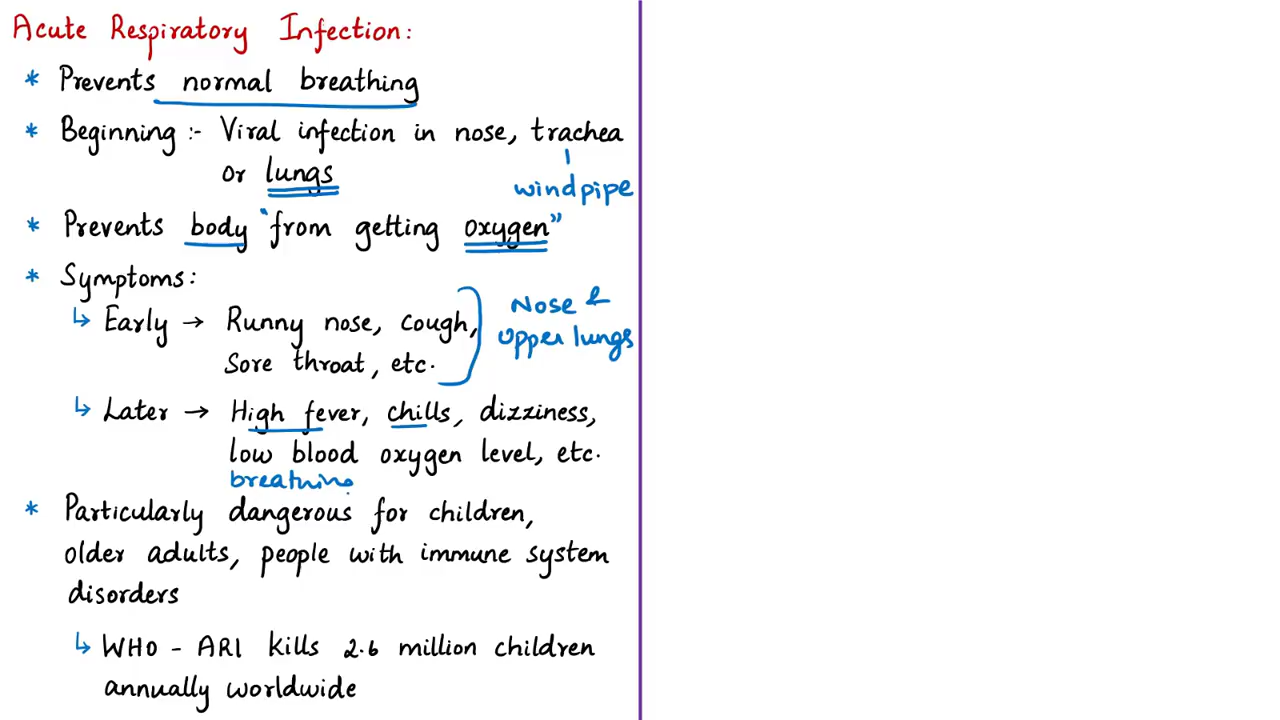 Acute Respiratory Infection:
* Prevents normal breathing
* Beginning :- Viral infection in nose, trachea
or lungs
windpipe
* Prevents body "from getting oxygen"
* Symptoms:
↳ Early → Runny nose, cough,
Sore throat, etc.
Nose &
Upper lungs
↳ Later → High fever, chills, dizziness,
low blood oxygen level, etc.
breathing
* Particularly dangerous for children,
older adults, people with immune system
disorders
↳ WHO - ARI kills 2.6 million children
annually worldwide